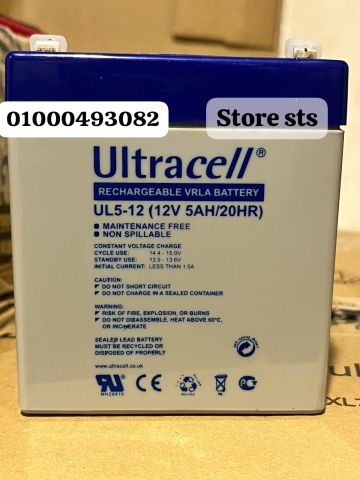 01000493082
Store sts
Ultracell®
RECHARGEABLE VRLA BATTERY
UL5-12 (12V 5AH/20HR)
■ MAINTENANCE FREE
■ NON SPILLABLE
CONSTANT VOLTAGE CHARGE
CYCLE USE: 14.4 - 15.0V
STANDBY USE: 13.5 - 13.6V
INITIAL CURRENT: LESS THAN 1.5A
CAUTION:
DO NOT SHORT CIRCUIT
DO NOT CHARGE IN A SEALED CONTAINER
WARNING:
RISK OF FIRE, EXPLOSION, OR BURNS
DO NOT DISASSEMBLE, HEAT ABOVE 60°C,
OR INCINERATE
SEALED LEAD BATTERY
MUST BE RECYCLED OR
DISPOSED OF PROPERLY
www.ultracell.co.uk
MH28410
CE
Pb